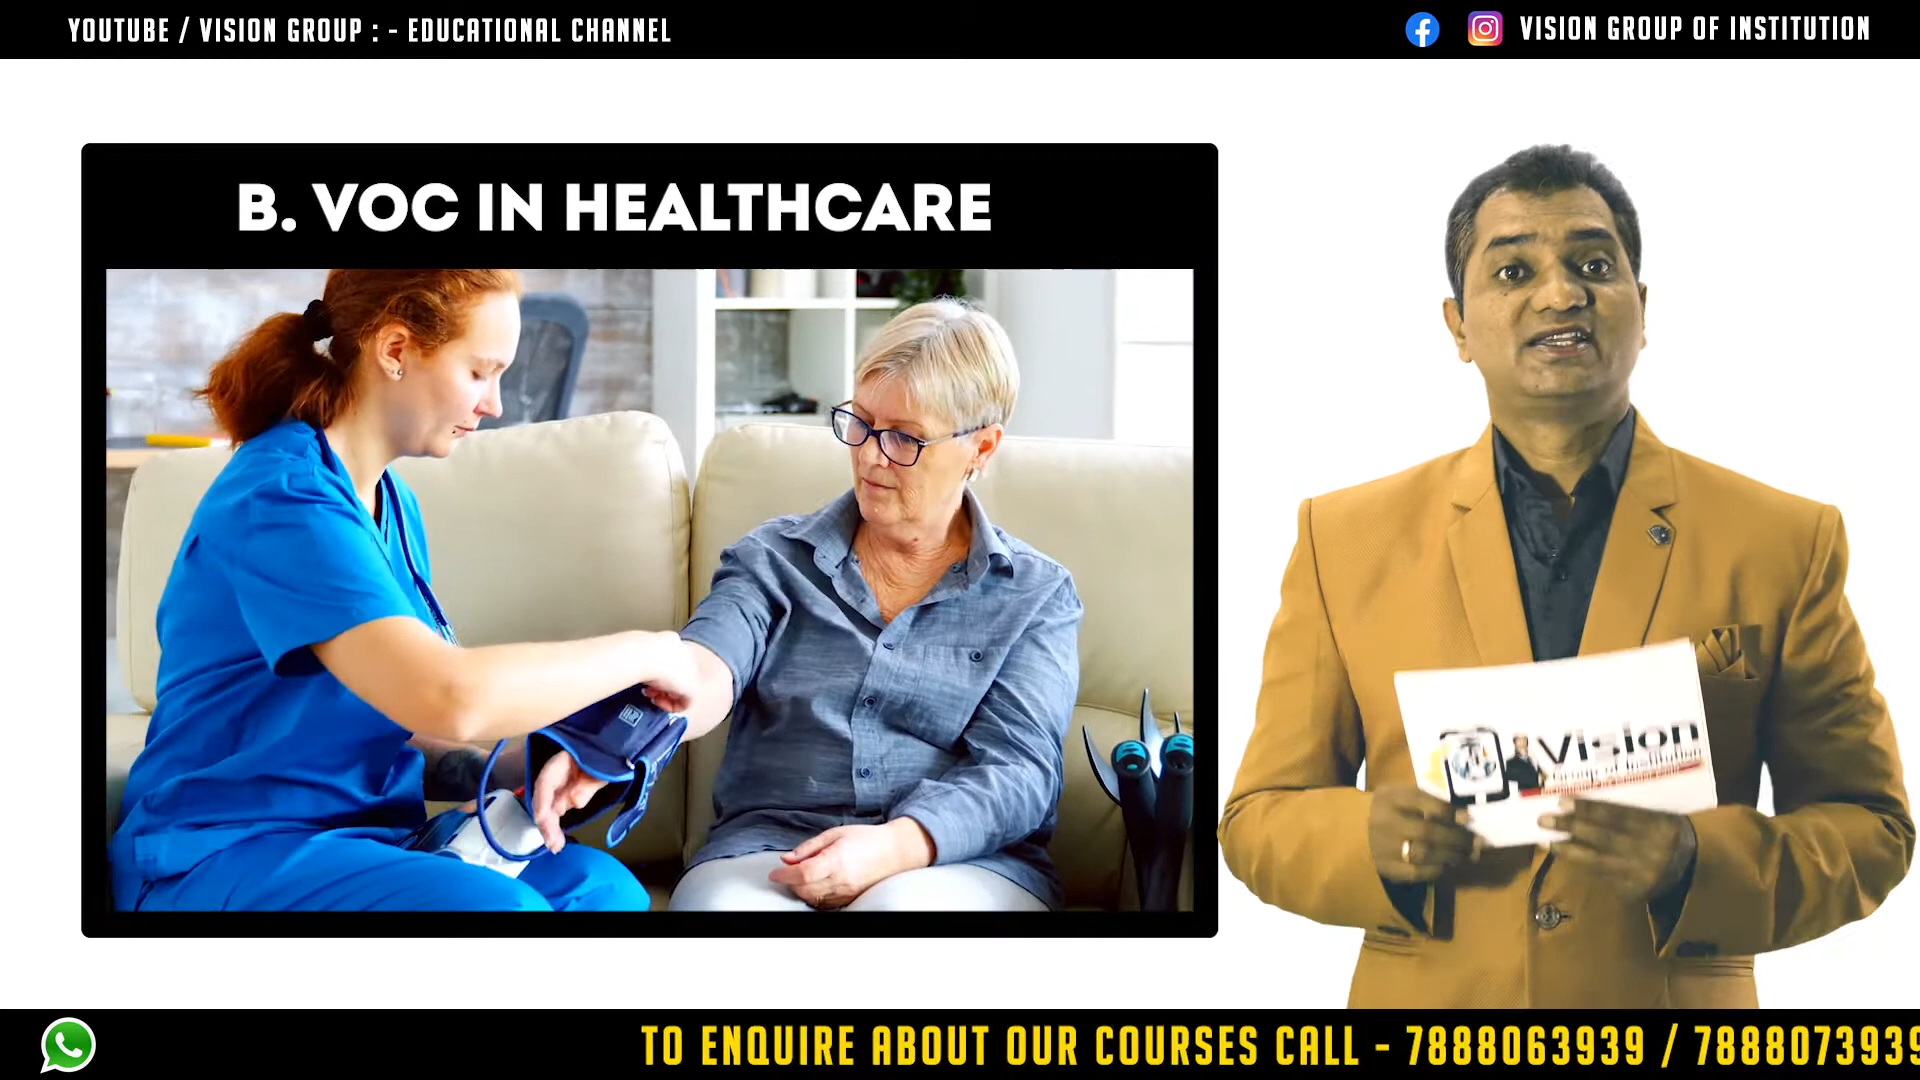 YOUTUBE / VISION GROUP : - EDUCATIONAL CHANNEL
VISION GROUP OF INSTITUTION
B. VOC IN HEALTHCARE
Vision
TO ENQUIRE ABOUT OUR COURSES CALL - 7888063939 / 7888073939